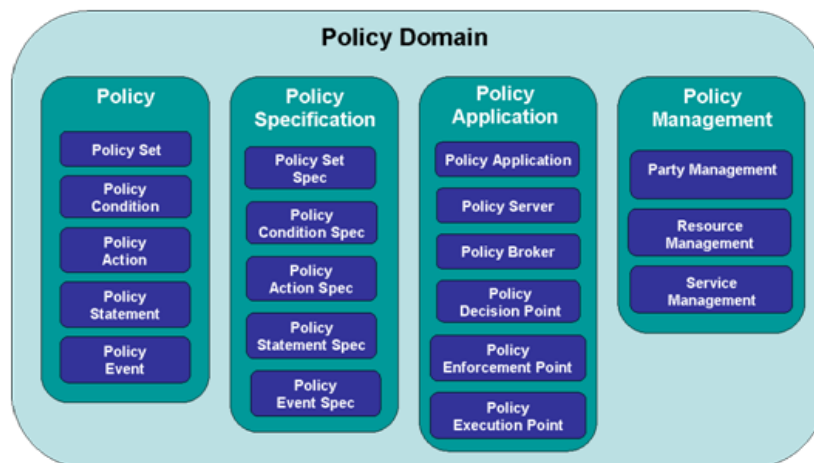 Policy Domain
Policy
Policy Set
Policy
Condition
Policy
Action
Policy
Statement
Policy
Event
Policy
Specification
Policy Set
Spec
Policy
Condition Spec
Policy
Action Spec
Policy
Statement Spec
Policy
Event Spec
Policy
Application
Policy Application
Policy Server
Policy Broker
Policy
Decision Point
Policy
Enforcement Point
Policy
Execution Point
Policy
Management
Party Management
Resource
Management
Service
Management